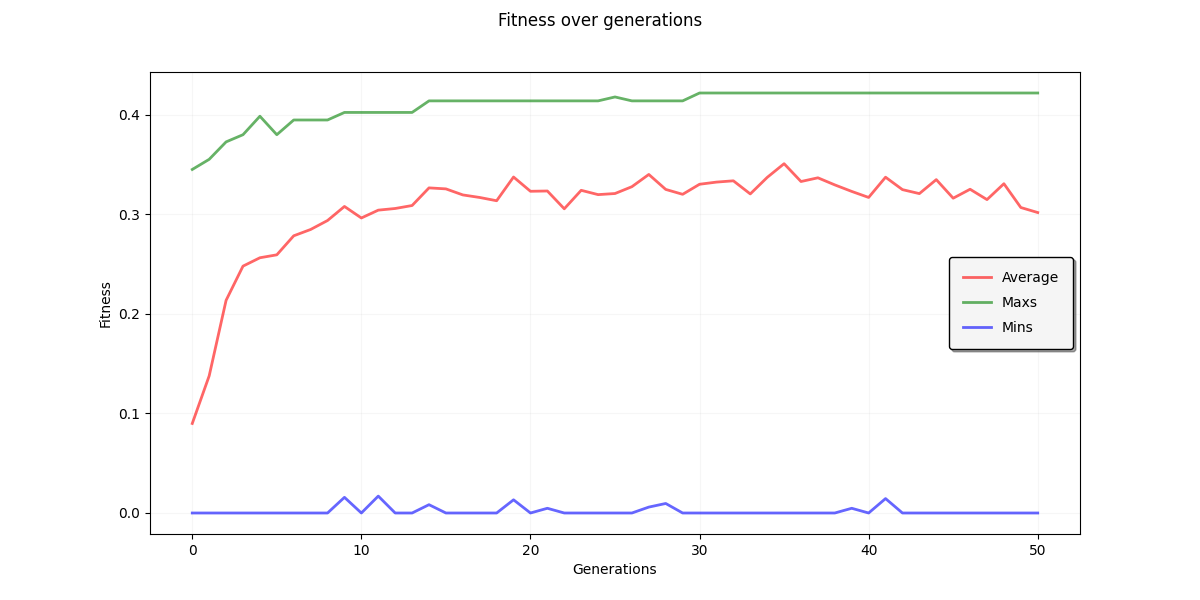 Fitness over generations
0.4
0.3
0.2
0.1
0.0
Fitness
Average
Maxs
Mins
0 10 20 30 40 50
Generations